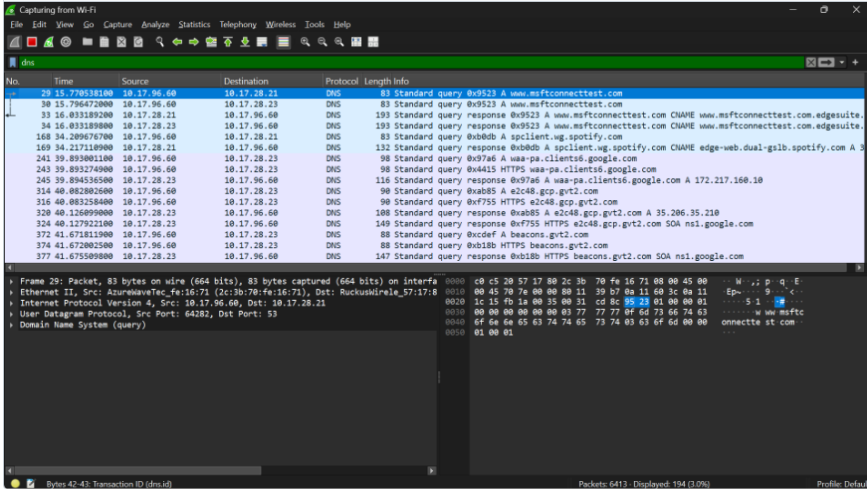 Capturing from Wi-Fi
File Edit View Go Capture Analyze Statistics Telephony Wireless Tools Help
dns
No. Time Source Destination Protocol Length Info
29 15.770538100 10.17.96.60 10.17.28.21 DNS 83 Standard query 0x9523 A www.msftconnecttest.com
30 15.796472000 10.17.96.60 10.17.28.23 DNS 83 Standard query 0x9523 A www.msftconnecttest.com
33 16.033189200 10.17.28.21 10.17.96.60 DNS 193 Standard query response 0x9523 A www.msftconnecttest.com CNAME www.msftconnecttest.com.edgesuite.
34 16.033189800 10.17.28.23 10.17.96.60 DNS 193 Standard query response 0x9523 A www.msftconnecttest.com CNAME www.msftconnecttest.com.edgesuite.
168 34.209676700 10.17.96.60 10.17.28.23 DNS 83 Standard query 0xb0db A spclient.wg.spotify.com
169 34.217110900 10.17.28.23 10.17.96.60 DNS 132 Standard query response 0xb0db A spclient.wg.spotify.com CNAME edge-web.dual-gslb.spotify.com A 3
241 39.893001100 10.17.96.60 10.17.28.23 DNS 98 Standard query 0x97a6 A waa-pa.clients6.google.com
243 39.893274900 10.17.96.60 10.17.28.23 DNS 98 Standard query 0x4415 HTTPS waa-pa.clients6.google.com
245 39.894536500 10.17.28.23 10.17.96.60 DNS 116 Standard query response 0x97a6 A waa-pa.clients6.google.com A 172.217.160.10
314 40.082802600 10.17.96.60 10.17.28.23 DNS 90 Standard query 0xab85 A e2c48.gcp.gvt2.com
316 40.083258400 10.17.96.60 10.17.28.23 DNS 90 Standard query 0xf755 HTTPS e2c48.gcp.gvt2.com
320 40.126099000 10.17.28.23 10.17.96.60 DNS 108 Standard query response 0xab85 A e2c48.gcp.gvt2.com A 35.206.35.210
324 40.127922100 10.17.28.23 10.17.96.60 DNS 149 Standard query response 0xf755 HTTPS e2c48.gcp.gvt2.com SOA ns1.google.com
372 41.671811900 10.17.96.60 10.17.28.23 DNS 88 Standard query 0xccdef A beacons.gvt2.com
374 41.672002500 10.17.96.60 10.17.28.23 DNS 88 Standard query 0xb18b HTTPS beacons.gvt2.com
377 41.675509800 10.17.28.23 10.17.96.60 DNS 147 Standard query response 0xb18b HTTPS beacons.gvt2.com SOA ns1.google.com
Frame 29: Packet, 83 bytes on wire (664 bits), 83 bytes captured (664 bits) on interfa
Ethernet II, Src: AzureWaveTec_fe:16:71 (2c:3b:70:fe:16:71), Dst: RuckusWirele_57:17:8
Internet Protocol Version 4, Src: 10.17.96.60, Dst: 10.17.28.21
User Datagram Protocol, Src Port: 64282, Dst Port: 53
Domain Name System (query)
0000 c0 c5 20 57 17 80 2c 3b 70 fe 16 71 08 00 45 00 ·· W··,; p··q··E·
0010 00 45 70 7e 00 00 80 11 39 b7 0a 11 60 3c 0a 11 ·Ep~···· 9···`<··
0020 1c 15 fb 1a 00 35 00 31 cd 8c 95 23 01 00 00 01 ·····5·1 ···#····
0030 00 00 00 00 00 00 03 77 77 77 0f 6d 73 66 74 63 ·······w ww·msftc
0040 6f 6e 6e 65 63 74 74 65 73 74 03 63 6f 6d 00 00 onnectte st·com··
0050 01 00 01 ···
Bytes 42-43: Transaction ID (dns.id)
Packets: 6413 · Displayed: 194 (3.0%)
Profile: Defau